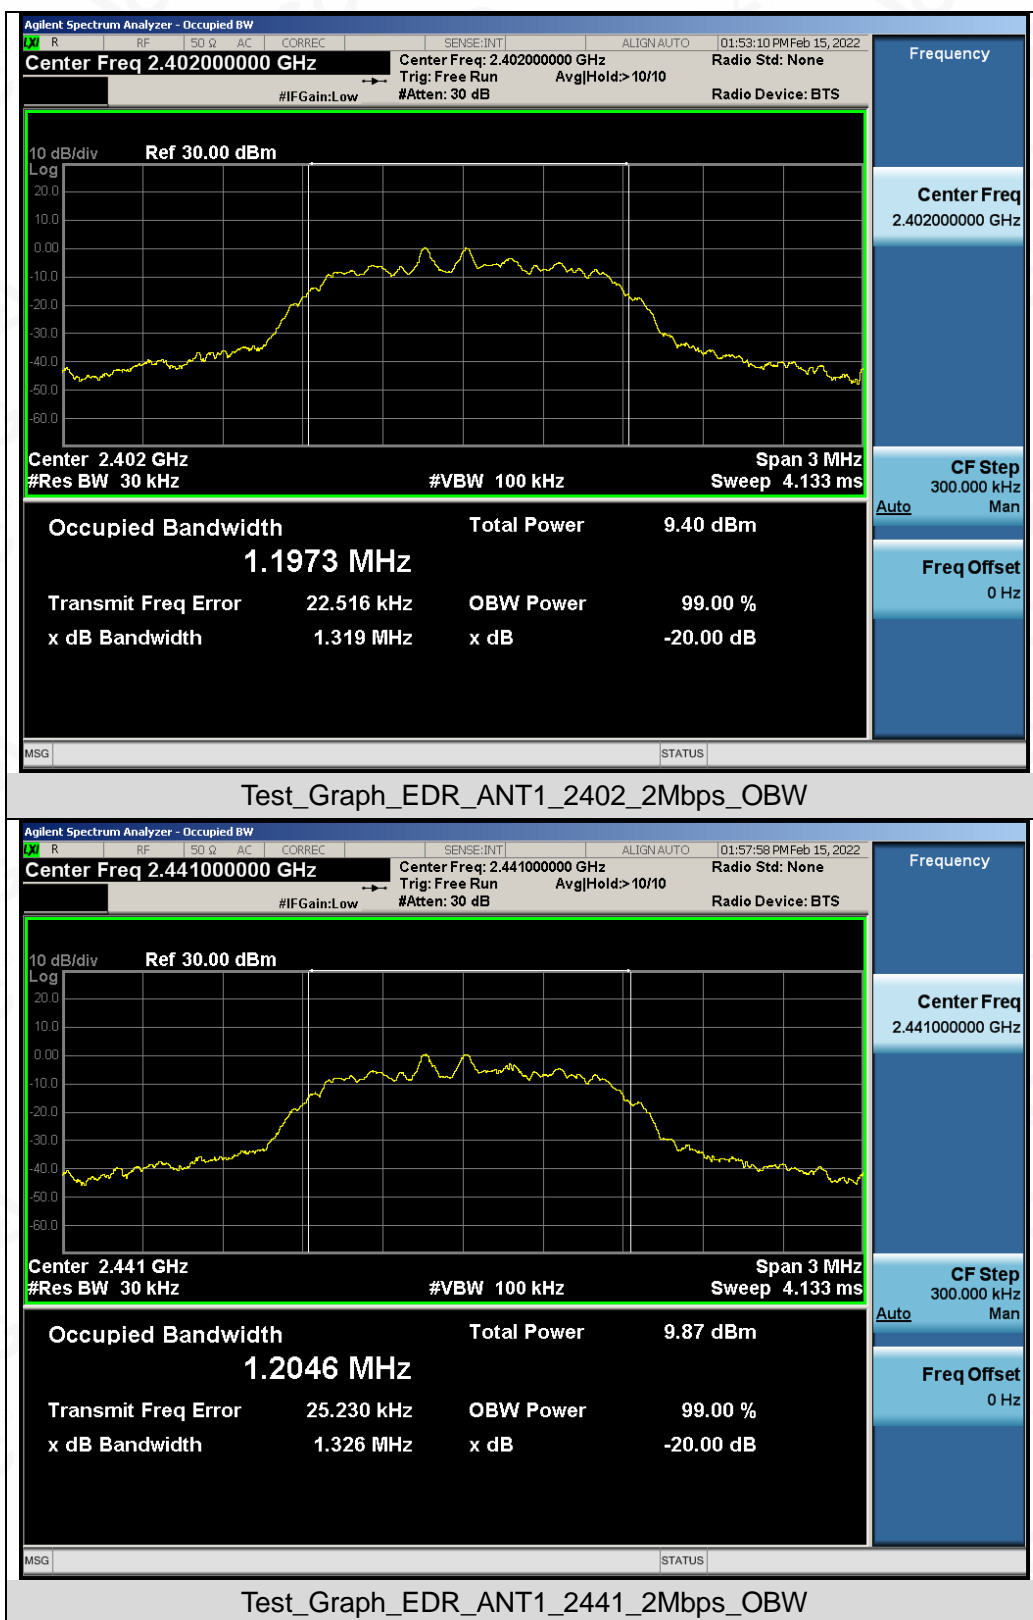 Agilent Spectrum Analyzer - Occupied BW
LXI R RF 50 Ω AC CORREC SENSE:INT ALIGN AUTO 01:53:10 PM Feb 15, 2022
Center Freq 2.402000000 GHz Center Freq: 2.402000000 GHz Radio Std: None Frequency
Trig: Free Run Avg|Hold:>10/10
#IFGain:Low #Atten: 30 dB Radio Device: BTS
10 dB/div Ref 30.00 dBm
Log
20.0
10.0
0.00
-10.0
-20.0
-30.0
-40.0
-50.0
-60.0
Center Freq
2.402000000 GHz
Center 2.402 GHz Span 3 MHz
#Res BW 30 kHz #VBW 100 kHz Sweep 4.133 ms
CF Step
300.000 kHz
Auto Man
Occupied Bandwidth Total Power 9.40 dBm
1.1973 MHz
Freq Offset
0 Hz
Transmit Freq Error 22.516 kHz OBW Power 99.00 %
x dB Bandwidth 1.319 MHz x dB -20.00 dB
MSG STATUS
Test_Graph_EDR_ANT1_2402_2Mbps_OBW
Agilent Spectrum Analyzer - Occupied BW
LXI R RF 50 Ω AC CORREC SENSE:INT ALIGN AUTO 01:57:58 PM Feb 15, 2022
Center Freq 2.441000000 GHz Center Freq: 2.441000000 GHz Radio Std: None Frequency
Trig: Free Run Avg|Hold:>10/10
#IFGain:Low #Atten: 30 dB Radio Device: BTS
10 dB/div Ref 30.00 dBm
Log
20.0
10.0
0.00
-10.0
-20.0
-30.0
-40.0
-50.0
-60.0
Center Freq
2.441000000 GHz
Center 2.441 GHz Span 3 MHz
#Res BW 30 kHz #VBW 100 kHz Sweep 4.133 ms
CF Step
300.000 kHz
Auto Man
Occupied Bandwidth Total Power 9.87 dBm
1.2046 MHz
Freq Offset
0 Hz
Transmit Freq Error 25.230 kHz OBW Power 99.00 %
x dB Bandwidth 1.326 MHz x dB -20.00 dB
MSG STATUS
Test_Graph_EDR_ANT1_2441_2Mbps_OBW